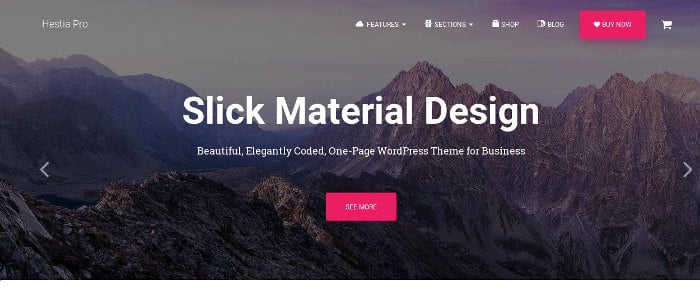 Hestia Pro
FEATURES
SECTIONS
SHOP
BLOG
BUY NOW
Slick Material Design
Beautiful, Elegantly Coded, One-Page WordPress Theme for Business
SEE MORE